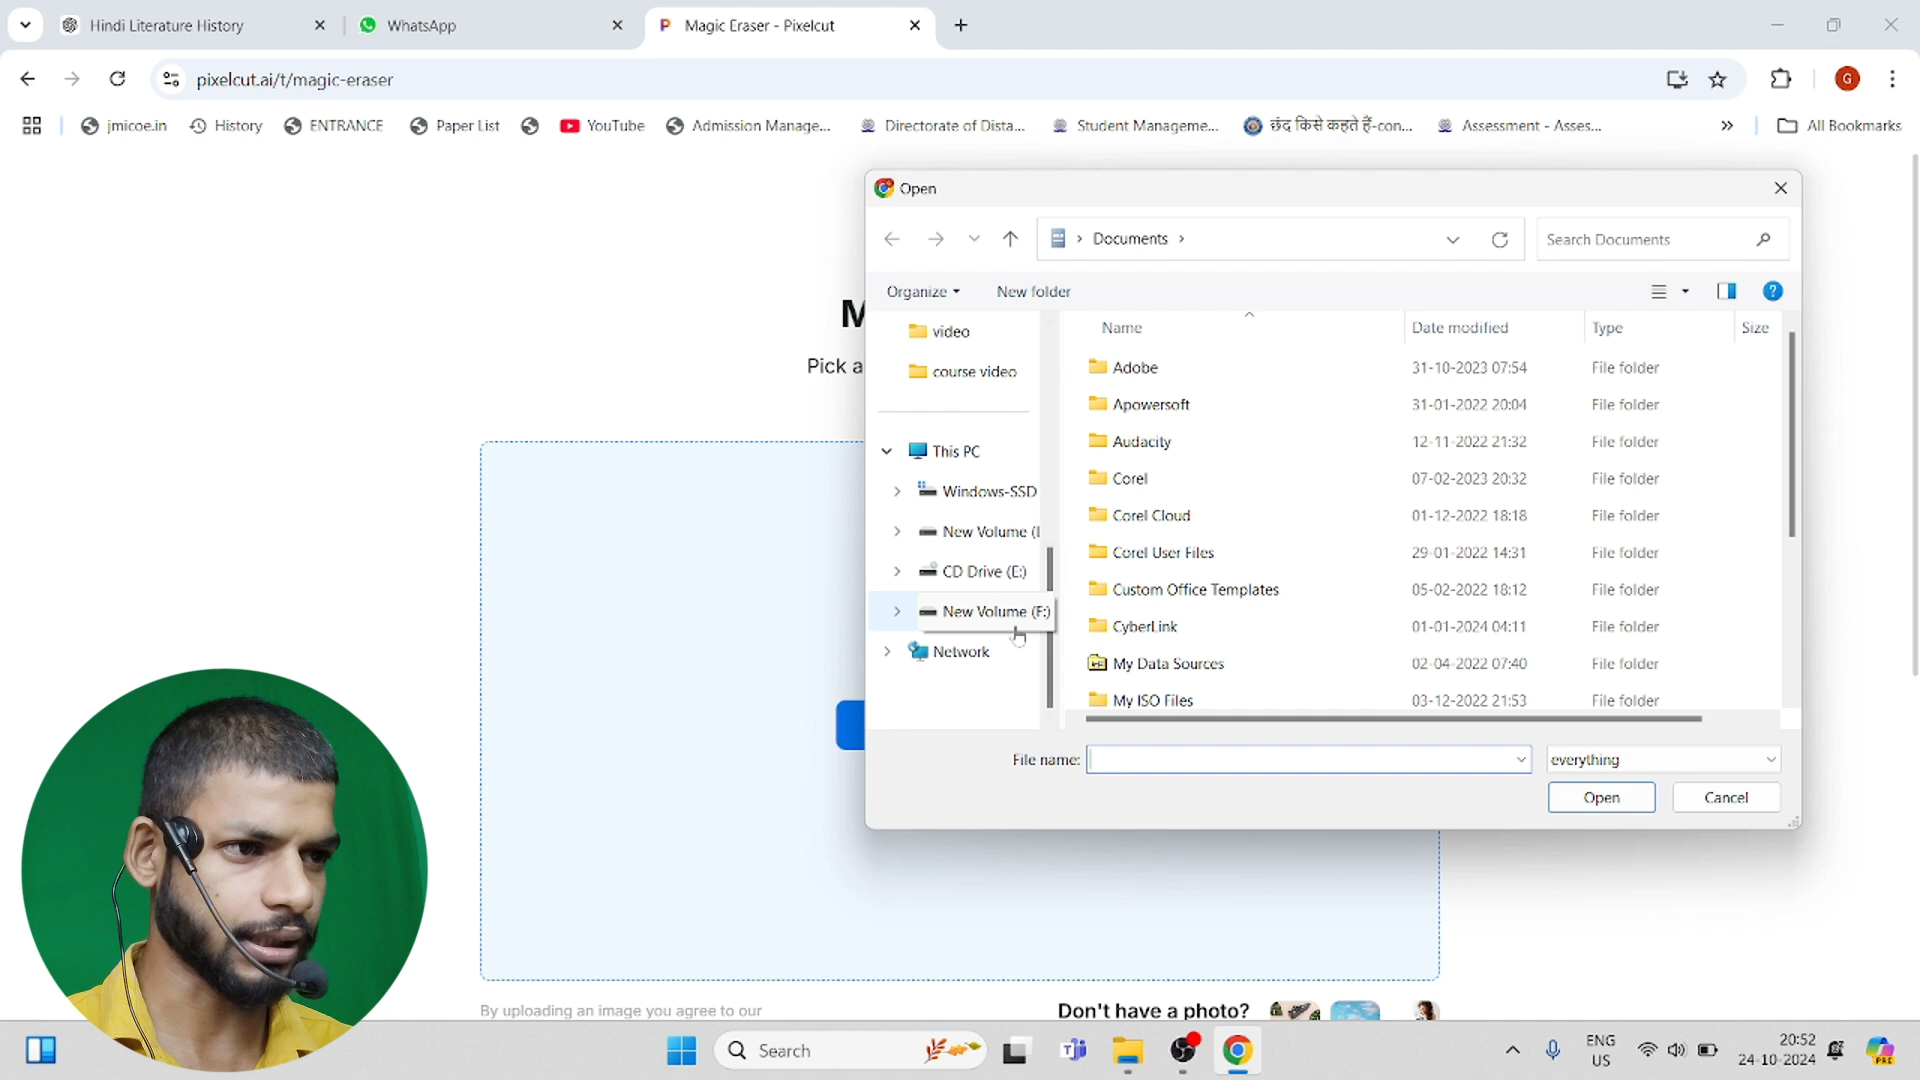 Hindi Literature History
WhatsApp
Magic Eraser - Pixelcut
pixelcut.ai/t/magic-eraser
G
jmicoe.in
History
ENTRANCE
Paper List
YouTube
Admission Manage...
Directorate of Dista...
Student Manageme...
छंद किसे कहते हैं-con...
Assessment - Asses...
All Bookmarks
M
Pick a
Open
Documents
Search Documents
Organize
New folder
video
course video
This PC
Windows-SSD
New Volume (
CD Drive (E:)
New Volume (F:)
Network
Name Date modified Type Size
Adobe 31-10-2023 07:54 File folder
Apowersoft 31-01-2022 20:04 File folder
Audacity 12-11-2022 21:32 File folder
Corel 07-02-2023 20:32 File folder
Corel Cloud 01-12-2022 18:18 File folder
Corel User Files 29-01-2022 14:31 File folder
Custom Office Templates 05-02-2022 18:12 File folder
CyberLink 01-01-2024 04:11 File folder
My Data Sources 02-04-2022 07:40 File folder
My ISO Files 03-12-2022 21:53 File folder
File name:
everything
Open
Cancel
By uploading an image you agree to our
Don't have a photo?
Search
ENG
US
20:52
24-10-2024
PRE